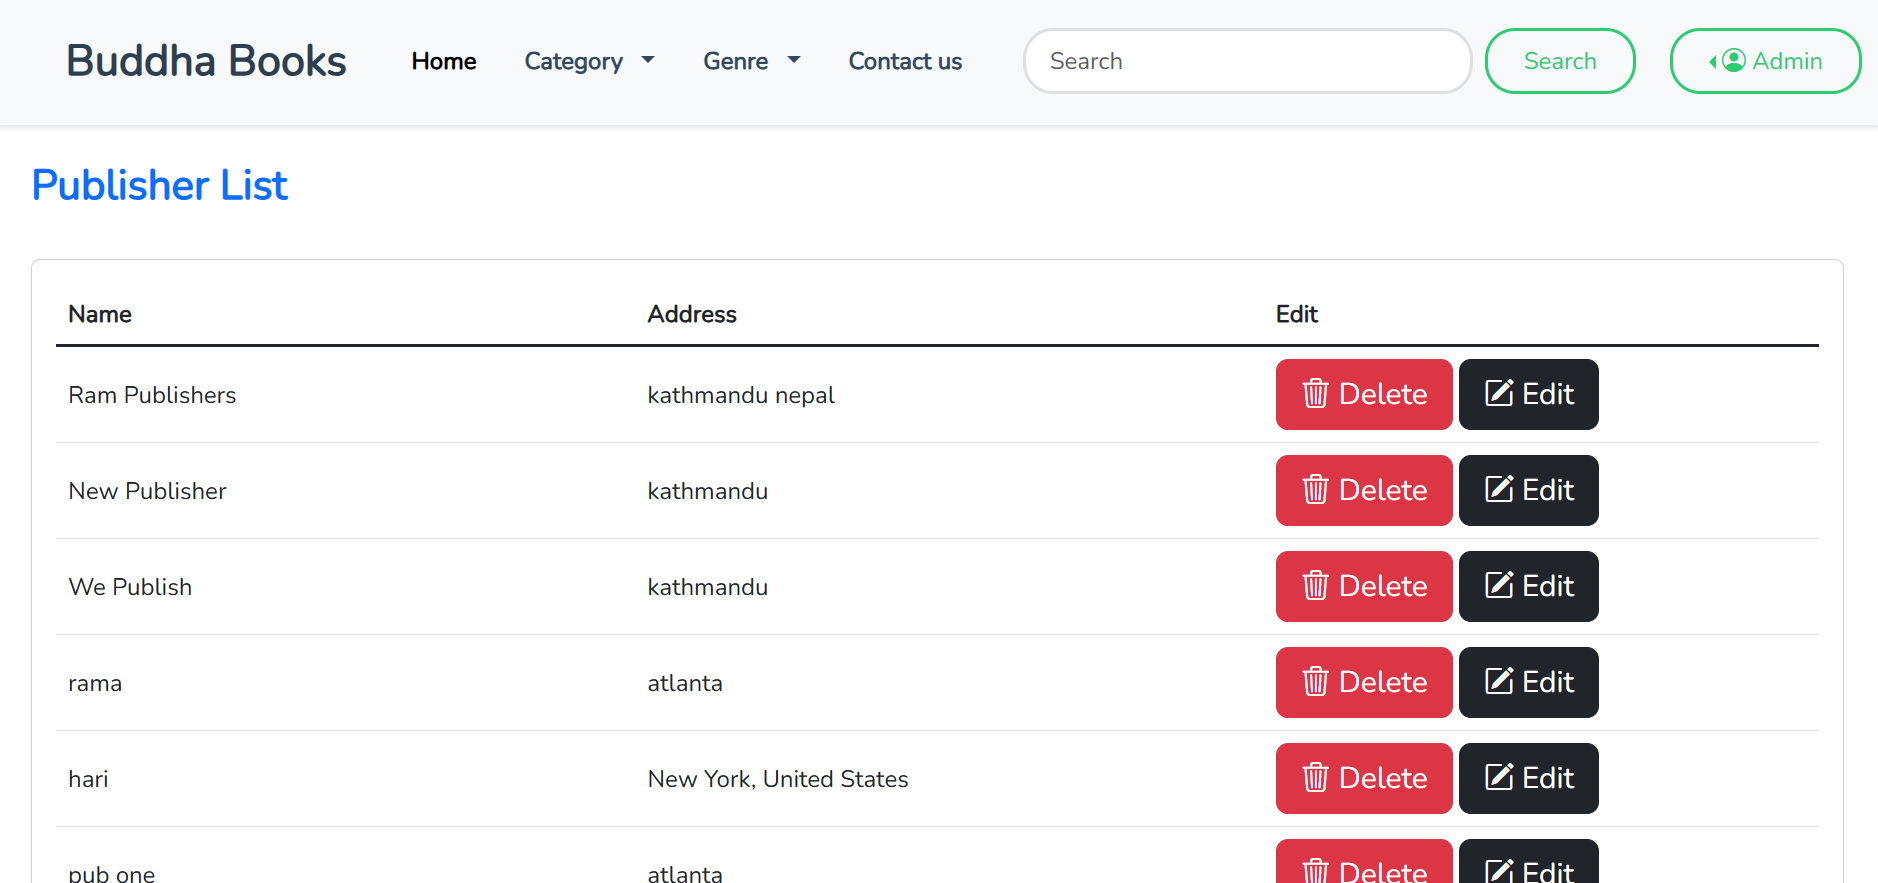 Buddha Books Home Category Genre Contact us Search Search Admin
Publisher List
Name Address Edit
Ram Publishers kathmandu nepal Delete Edit
New Publisher kathmandu Delete Edit
We Publish kathmandu Delete Edit
rama atlanta Delete Edit
hari New York, United States Delete Edit
pub one atlanta Delete Edit